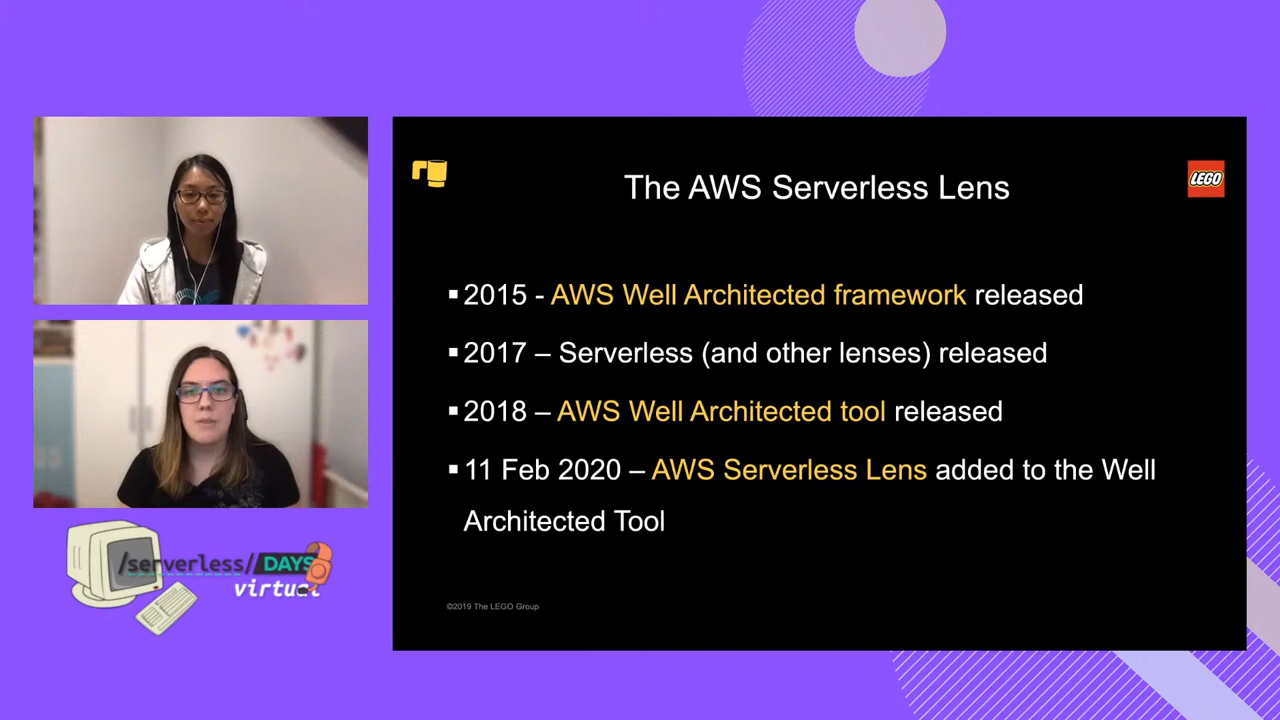 The AWS Serverless Lens
LEGO
▪ 2015 - AWS Well Architected framework released
▪ 2017 – Serverless (and other lenses) released
▪ 2018 – AWS Well Architected tool released
▪ 11 Feb 2020 – AWS Serverless Lens added to the Well
Architected Tool
©2019 The LEGO Group
/serverless/DAYS
virtual